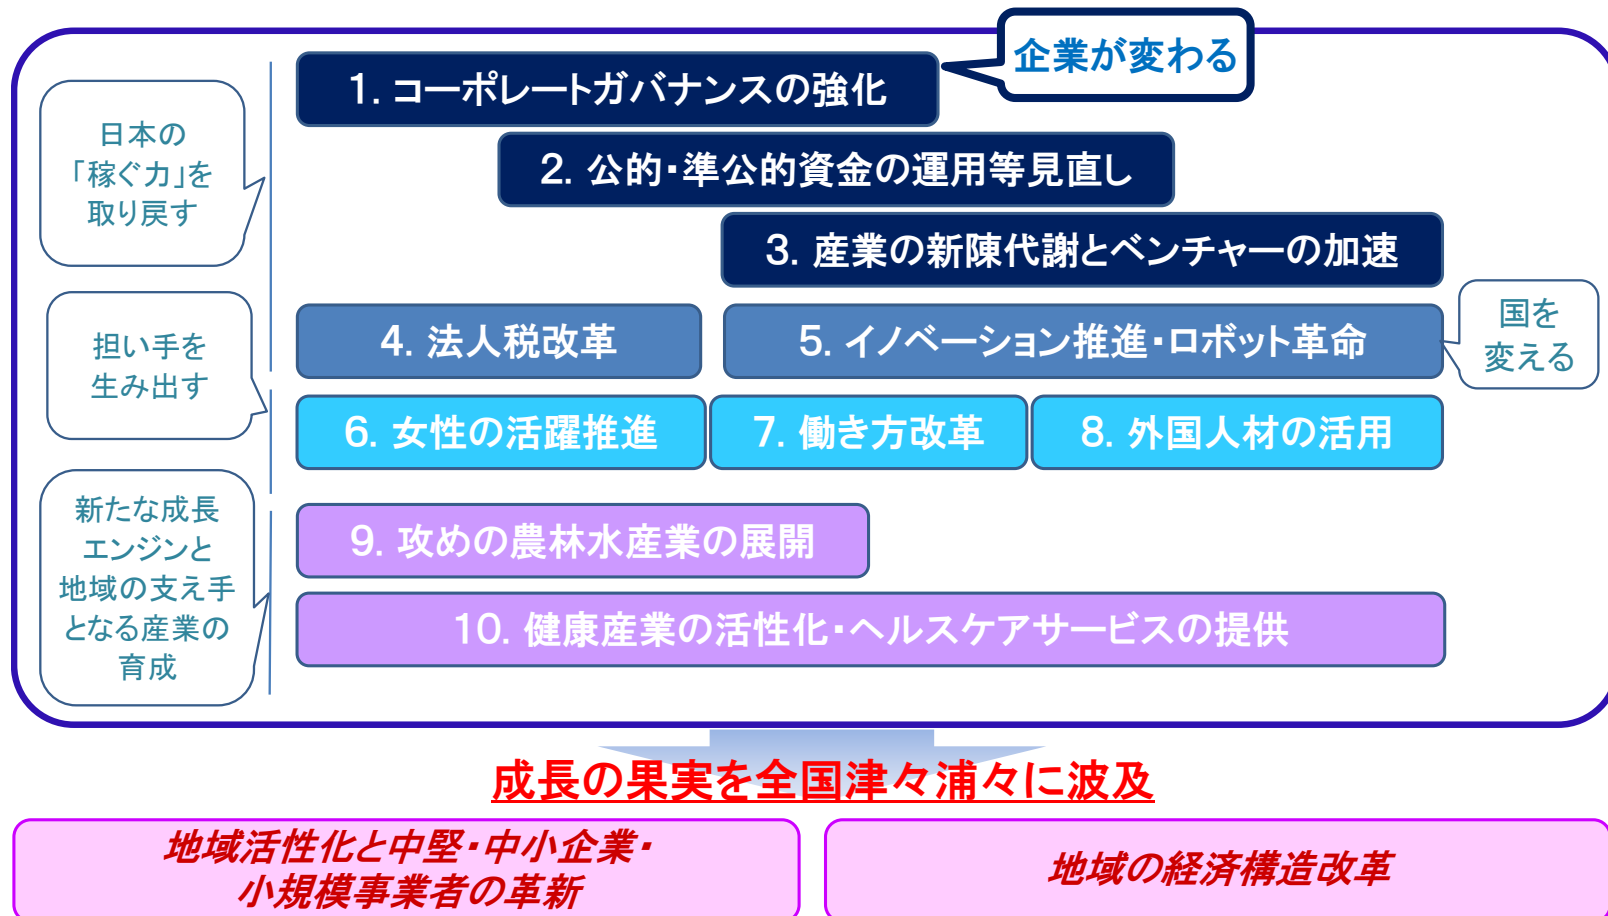 企業が変わる
1. コーポレートガバナンスの強化
日本の
「稼ぐ力」を
取り戻す
2. 公的・準公的資金の運用等見直し
3. 産業の新陳代謝とベンチャーの加速
担い手を
生み出す
4. 法人税改革
5. イノベーション推進・ロボット革命
国を
変える
6. 女性の活躍推進
7. 働き方改革
8. 外国人材の活用
新たな成長
エンジンと
地域の支え手
となる産業の
育成
9. 攻めの農林水産業の展開
10. 健康産業の活性化・ヘルスケアサービスの提供
成長の果実を全国津々浦々に波及
地域活性化と中堅・中小企業・
小規模事業者の革新
地域の経済構造改革